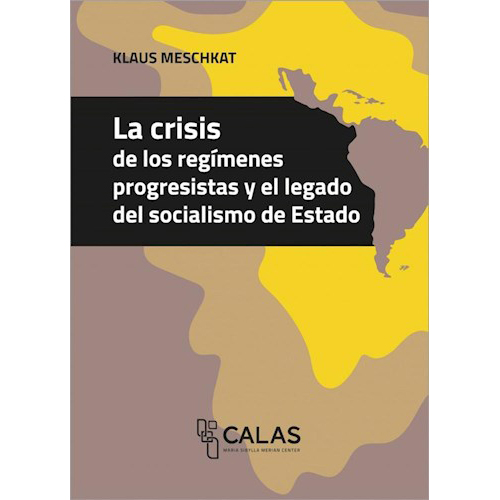 KLAUS MESCHKAT
La crisis
de los regímenes
progresistas y el legado
del socialismo de Estado
CALAS
MARIA SIBYLLA MERIAN CENTER